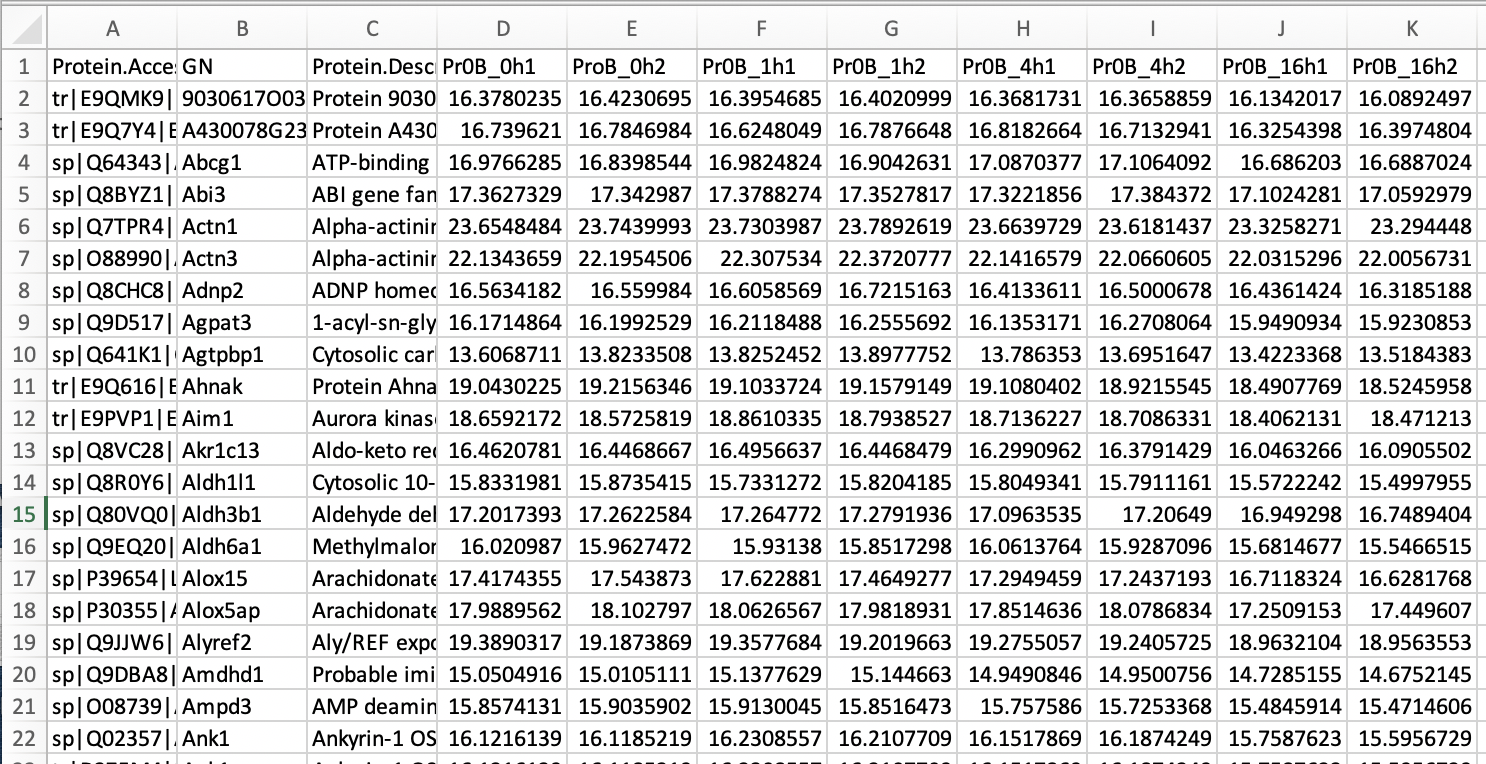 A B C D E F G H I J K
1 Protein.Acce GN Protein.Desc Pr0B_0h1 ProB_0h2 Pr0B_1h1 Pr0B_1h2 Pr0B_4h1 Pr0B_4h2 Pr0B_16h1 Pr0B_16h2
2 tr|E9QMK9| 9030617O03 Protein 9030 16.3780235 16.4230695 16.3954685 16.4020999 16.3681731 16.3658859 16.1342017 16.0892497
3 tr|E9Q7Y4|E A430078G23 Protein A430 16.739621 16.7846984 16.6248049 16.7876648 16.8182664 16.7132941 16.3254398 16.3974804
4 sp|Q64343| Abcg1 ATP-binding 16.9766285 16.8398544 16.9824824 16.9042631 17.0870377 17.1064092 16.686203 16.6887024
5 sp|Q8BYZ1| Abi3 ABI gene fan 17.3627329 17.342987 17.3788274 17.3527817 17.3221856 17.384372 17.1024281 17.0592979
6 sp|Q7TPR4| Actn1 Alpha-actinir 23.6548484 23.7439993 23.7303987 23.7892619 23.6639729 23.6181437 23.3258271 23.294448
7 sp|O88990| Actn3 Alpha-actinir 22.1343659 22.1954506 22.307534 22.3720777 22.1416579 22.0660605 22.0315296 22.0056731
8 sp|Q8CHC8| Adnp2 ADNP homeo 16.5634182 16.559984 16.6058569 16.7215163 16.4133611 16.5000678 16.4361424 16.3185188
9 sp|Q9D517| Agpat3 1-acyl-sn-gly 16.1714864 16.1992529 16.2118488 16.2555692 16.1353171 16.2708064 15.9490934 15.9230853
10 sp|Q641K1| Agtpbp1 Cytosolic car 13.6068711 13.8233508 13.8252452 13.8977752 13.786353 13.6951647 13.4223368 13.5184383
11 tr|E9Q616|E Ahnak Protein Ahna 19.0430225 19.2156346 19.1033724 19.1579149 19.1080402 18.9215545 18.4907769 18.5245958
12 tr|E9PVP1|E Aim1 Aurora kinas 18.6592172 18.5725819 18.8610335 18.7938527 18.7136227 18.7086331 18.4062131 18.471213
13 sp|Q8VC28| Akr1c13 Aldo-keto rec 16.4620781 16.4468667 16.4956637 16.4468479 16.2990962 16.3791429 16.0463266 16.0905502
14 sp|Q8R0Y6| Aldh1l1 Cytosolic 10- 15.8331981 15.8735415 15.7331272 15.8204185 15.8049341 15.7911161 15.5722242 15.4997955
15 sp|Q80VQ0| Aldh3b1 Aldehyde del 17.2017393 17.2622584 17.264772 17.2791936 17.0963535 17.20649 16.949298 16.7489404
16 sp|Q9EQ20| Aldh6a1 Methylmalor 16.020987 15.9627472 15.93138 15.8517298 16.0613764 15.9287096 15.6814677 15.5466515
17 sp|P39654|L Alox15 Arachidonate 17.4174355 17.543873 17.622881 17.4649277 17.2949459 17.2437193 16.7118324 16.6281768
18 sp|P30355|A Alox5ap Arachidonate 17.9889562 18.102797 18.0626567 17.9818931 17.8514636 18.0786834 17.2509153 17.449607
19 sp|Q9JJW6| Alyref2 Aly/REF expo 19.3890317 19.1873869 19.3577684 19.2019663 19.2755057 19.2405725 18.9632104 18.9563553
20 sp|Q9DBA8| Amdhd1 Probable imi 15.0504916 15.0105111 15.1377629 15.144663 14.9490846 14.9500756 14.7285155 14.6752145
21 sp|O08739| Ampd3 AMP deamin 15.8574131 15.9035902 15.9130045 15.8516473 15.757586 15.7253368 15.4845914 15.4714606
22 sp|Q02357| Ank1 Ankyrin-1 OS 16.1216139 16.1185219 16.2308557 16.2107709 16.1517869 16.1874249 15.7587623 15.5956729